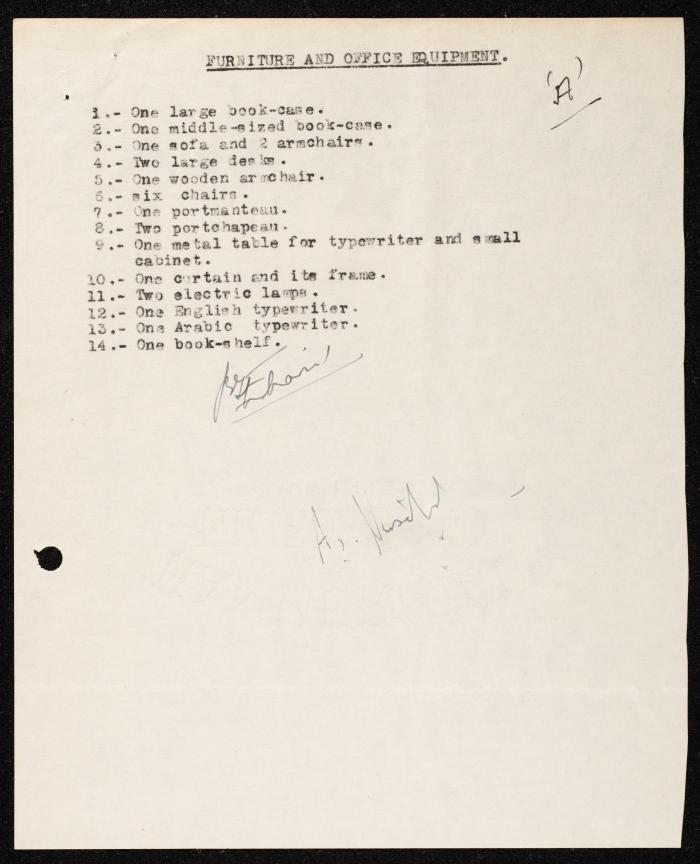 FURNITURE AND OFFICE EQUIPMENT.
'A'
1.- One large book-case.
2.- One middle-sized book-case.
3.- One sofa and 2 armchairs.
4.- Two large desks.
5.- One wooden armchair.
6.- six chairs.
7.- One portmanteau.
8.- Two portchapeau.
9.- One metal table for typewriter and small
cabinet.
10.- One curtain and its frame.
11.- Two electric lamps.
12.- One English typewriter.
13.- One Arabic typewriter.
14.- One book-shelf.